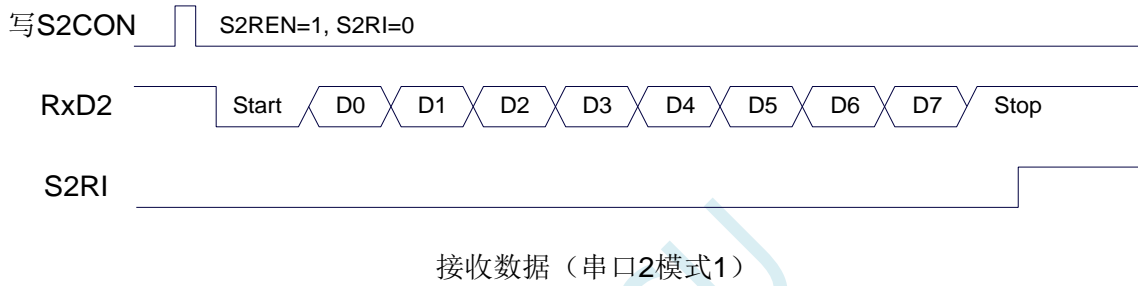 写S2CON S2REN=1, S2RI=0
RxD2 Start D0 D1 D2 D3 D4 D5 D6 D7 Stop
S2RI
接收数据（串口2模式1）